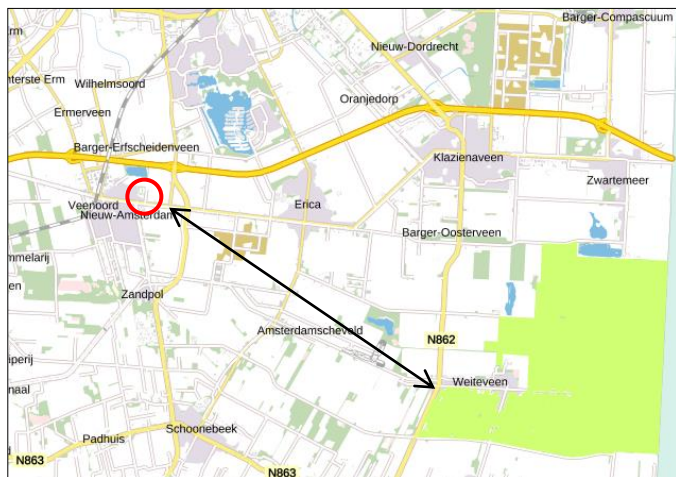 Barger-Compascuum
Nieuw-Dordrecht
Wilhelmsoord
Oranjedorp
Ermerveen
Barger-Erfscheidenveen
Klazienaveen
Zwartemeer
Veenoord
Erica
Nieuw-Amsterdam
Barger-Oosterveen
Zandpol
Amsterdamscheveld
N862
Weiteveen
Schoonebeek
Padhuis
N863
N863